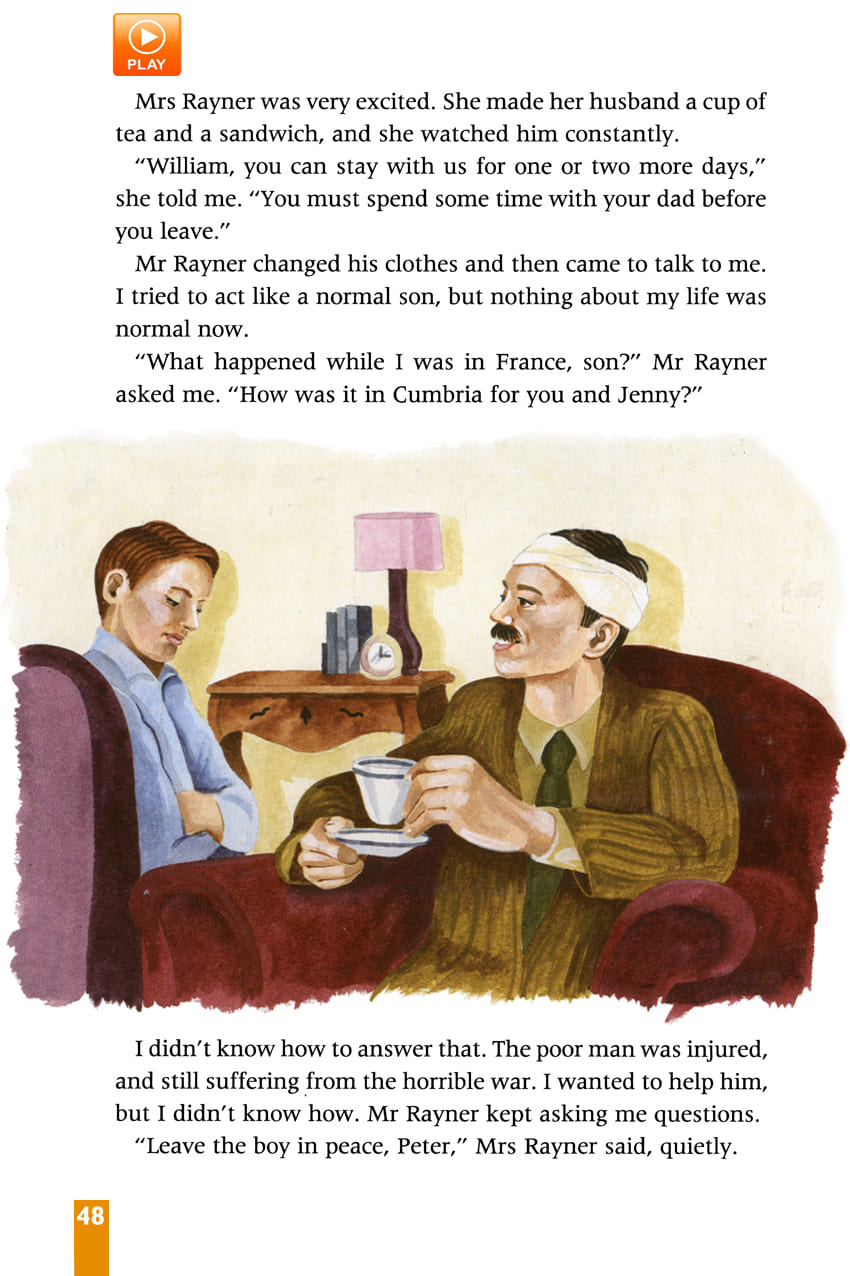 PLAY
Mrs Rayner was very excited. She made her husband a cup of
tea and a sandwich, and she watched him constantly.
“William, you can stay with us for one or two more days,”
she told me. “You must spend some time with your dad before
you leave.”
Mr Rayner changed his clothes and then came to talk to me.
I tried to act like a normal son, but nothing about my life was
normal now.
“What happened while I was in France, son?” Mr Rayner
asked me. “How was it in Cumbria for you and Jenny?”
I didn’t know how to answer that. The poor man was injured,
and still suffering from the horrible war. I wanted to help him,
but I didn’t know how. Mr Rayner kept asking me questions.
“Leave the boy in peace, Peter,” Mrs Rayner said, quietly.
48